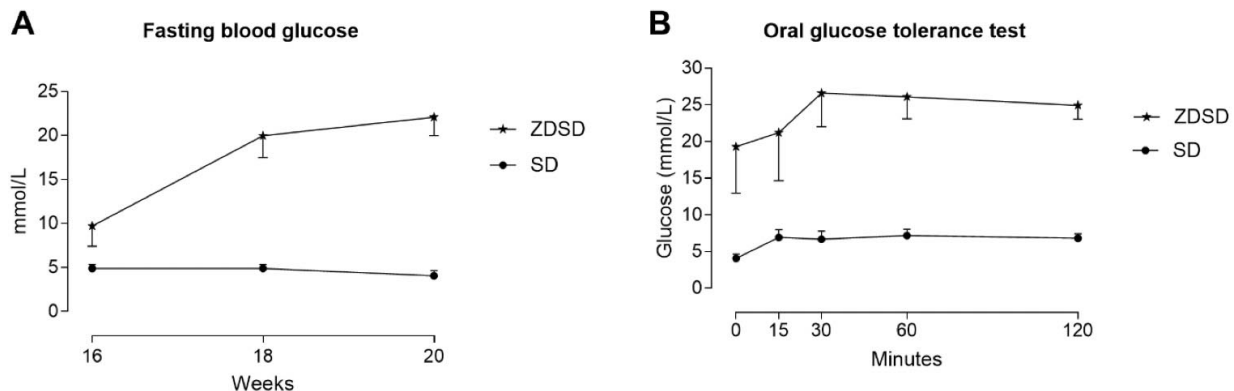 A
Fasting blood glucose
25
20
15
10
5
0
mmol/L
16
18
20
Weeks
ZDSD
SD
B
Oral glucose tolerance test
30
25
20
15
10
5
0
Glucose (mmol/L)
0
15
30
60
120
Minutes
ZDSD
SD